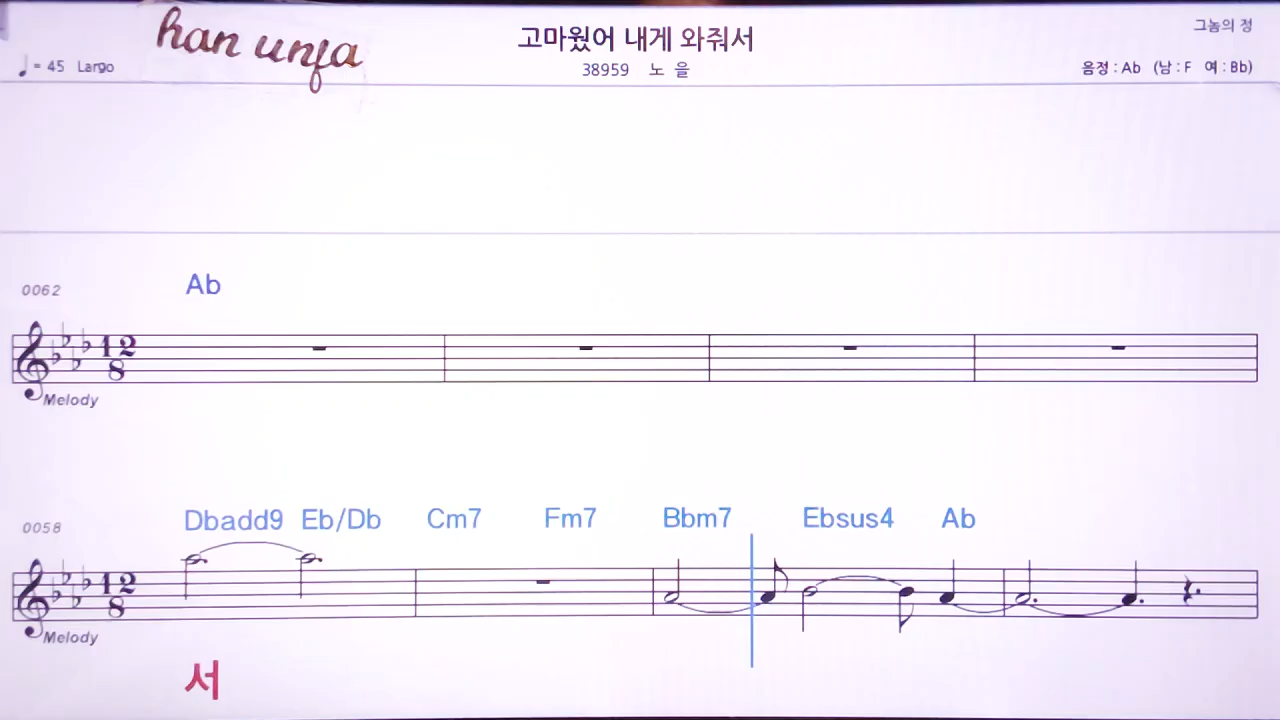 han unfa
고마웠어 내게 와줘서
그놈의 정
♩= 45 Largo
38959 노 을
음정 : Ab (남 : F 여 : Bb)
0062
Ab
12
8
Melody
0058
Dbadd9 Eb/Db Cm7 Fm7 Bbm7 Ebsus4 Ab
12
8
Melody
서